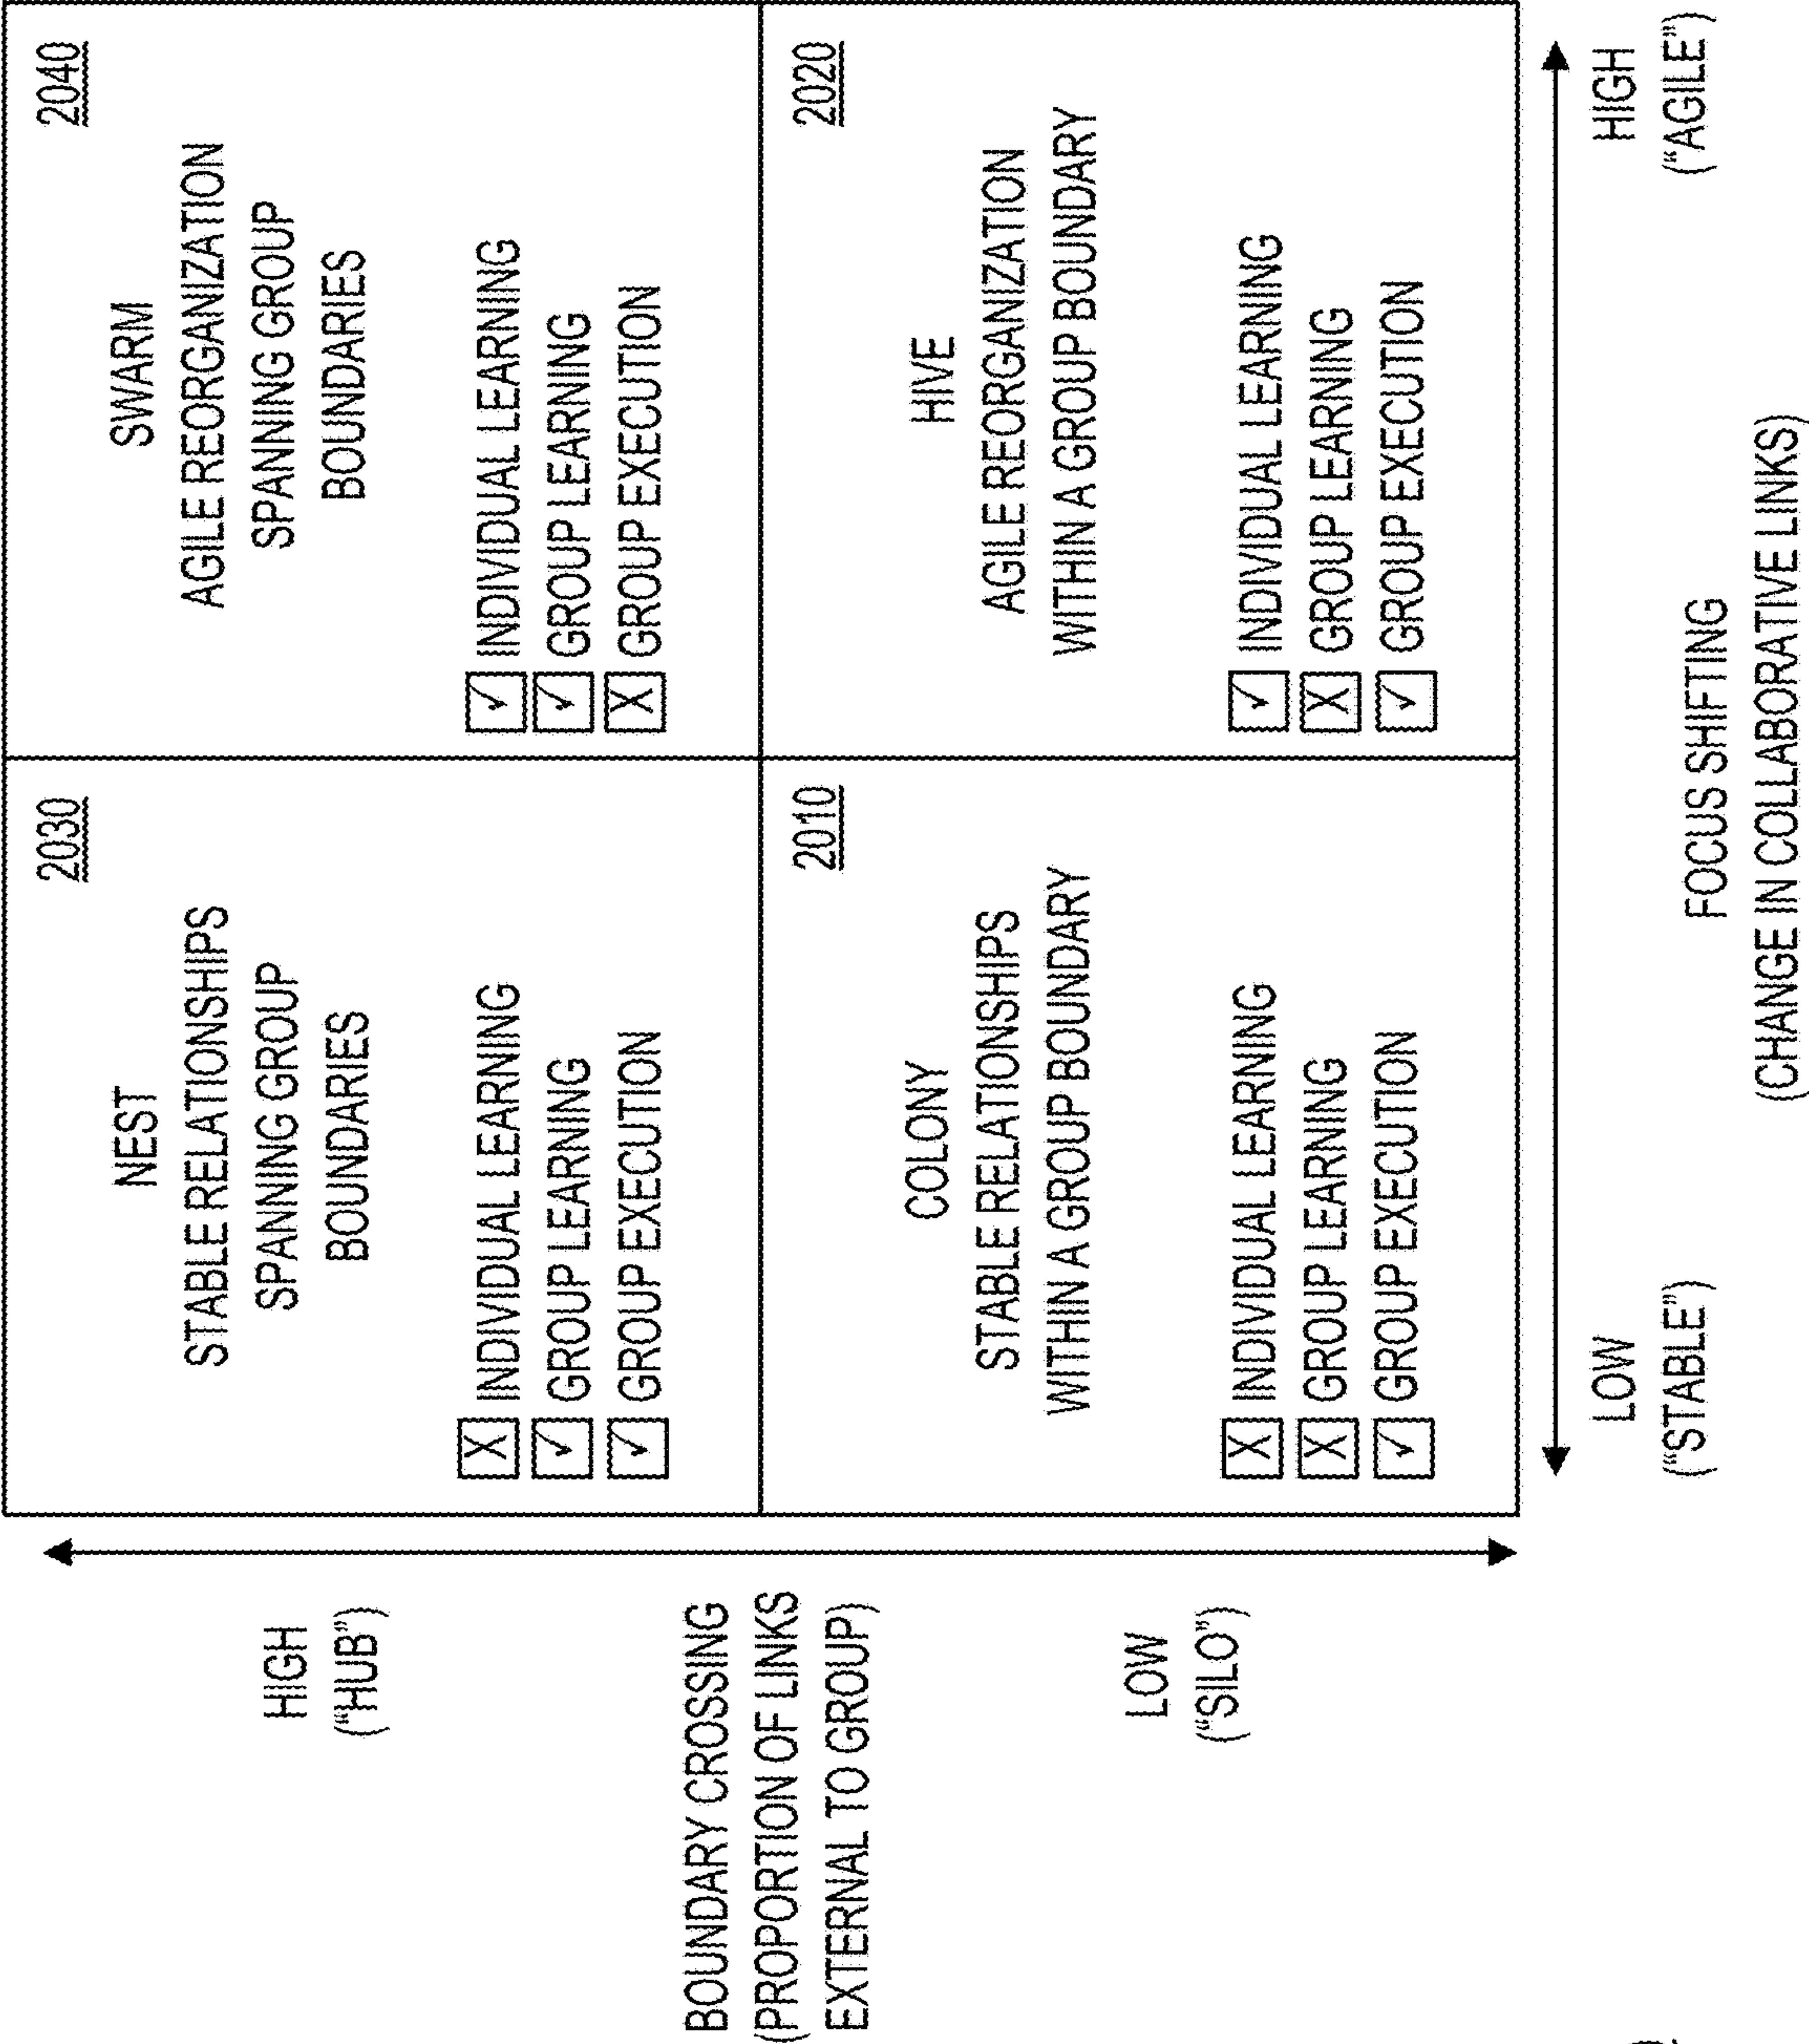 HIGH
("HUB")
BOUNDARY CROSSING
(PROPORTION OF LINKS
EXTERNAL TO GROUP)
LOW
("SILO")
2030
NEST
STABLE RELATIONSHIPS
SPANNING GROUP
BOUNDARIES
X INDIVIDUAL LEARNING
✓ GROUP LEARNING
✓ GROUP EXECUTION
2040
SWARM
AGILE REORGANIZATION
SPANNING GROUP
BOUNDARIES
✓ INDIVIDUAL LEARNING
✓ GROUP LEARNING
X GROUP EXECUTION
2010
COLONY
STABLE RELATIONSHIPS
WITHIN A GROUP BOUNDARY
X INDIVIDUAL LEARNING
X GROUP LEARNING
✓ GROUP EXECUTION
2020
HIVE
AGILE REORGANIZATION
WITHIN A GROUP BOUNDARY
✓ INDIVIDUAL LEARNING
X GROUP LEARNING
✓ GROUP EXECUTION
LOW
("STABLE")
HIGH
("AGILE")
FOCUS SHIFTING
(CHANGE IN COLLABORATIVE LINKS)